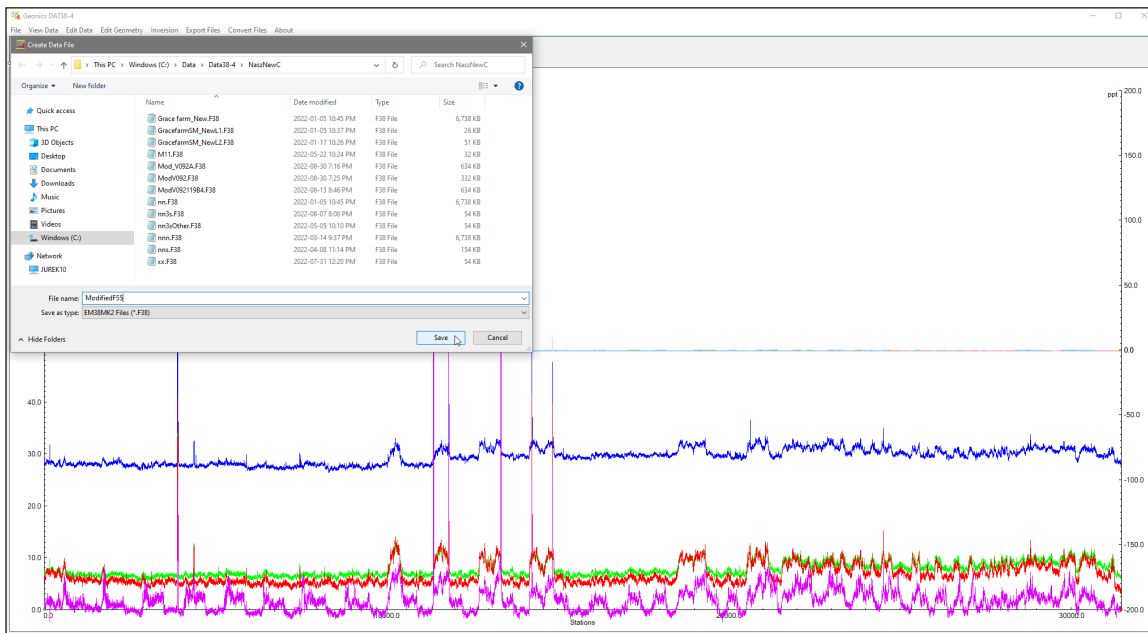 Geonics DAT38-4
File View Data Edit Data Edit Geometry Inversion Export Files Convert Files About
Create Data File
This PC > Windows (C:) > Data > Data38-4 > NaszNewC
Search NaszNewC
Organize New folder
Name Date modified Type Size
Quick access
This PC
3D Objects
Desktop
Documents
Downloads
Music
Pictures
Videos
Windows (C:)
Network
JUREK10
Grace farm_New.F38 2022-01-05 10:45 PM F38 File 6,738 KB
GracefarmSM_NewL1.F38 2022-01-05 10:37 PM F38 File 26 KB
GracefarmSM_NewL2.F38 2022-01-17 10:26 PM F38 File 51 KB
M11.F38 2022-05-22 10:24 PM F38 File 32 KB
Mod_V092A.F38 2022-08-30 7:16 PM F38 File 634 KB
ModV092.F38 2022-08-30 7:25 PM F38 File 332 KB
ModV092119B4.F38 2022-08-13 8:46 PM F38 File 634 KB
nn.F38 2022-01-05 10:45 PM F38 File 6,738 KB
nn3s.F38 2022-08-07 8:08 PM F38 File 54 KB
nn3sOther.F38 2022-05-05 10:10 PM F38 File 54 KB
nnn.F38 2022-03-14 9:37 PM F38 File 6,738 KB
nns.F38 2022-04-08 11:14 PM F38 File 154 KB
xx.F38 2022-07-31 12:20 PM F38 File 54 KB
File name: ModifiedF5S
Save as type: EM38MK2 Files (*.F38)
Hide Folders
Save Cancel
ppt 200.0
150.0
100.0
50.0
0.0
-50.0
-100.0
-150.0
-200.0
40.0
30.0
20.0
10.0
0.0
0.0
30000.0
Stations